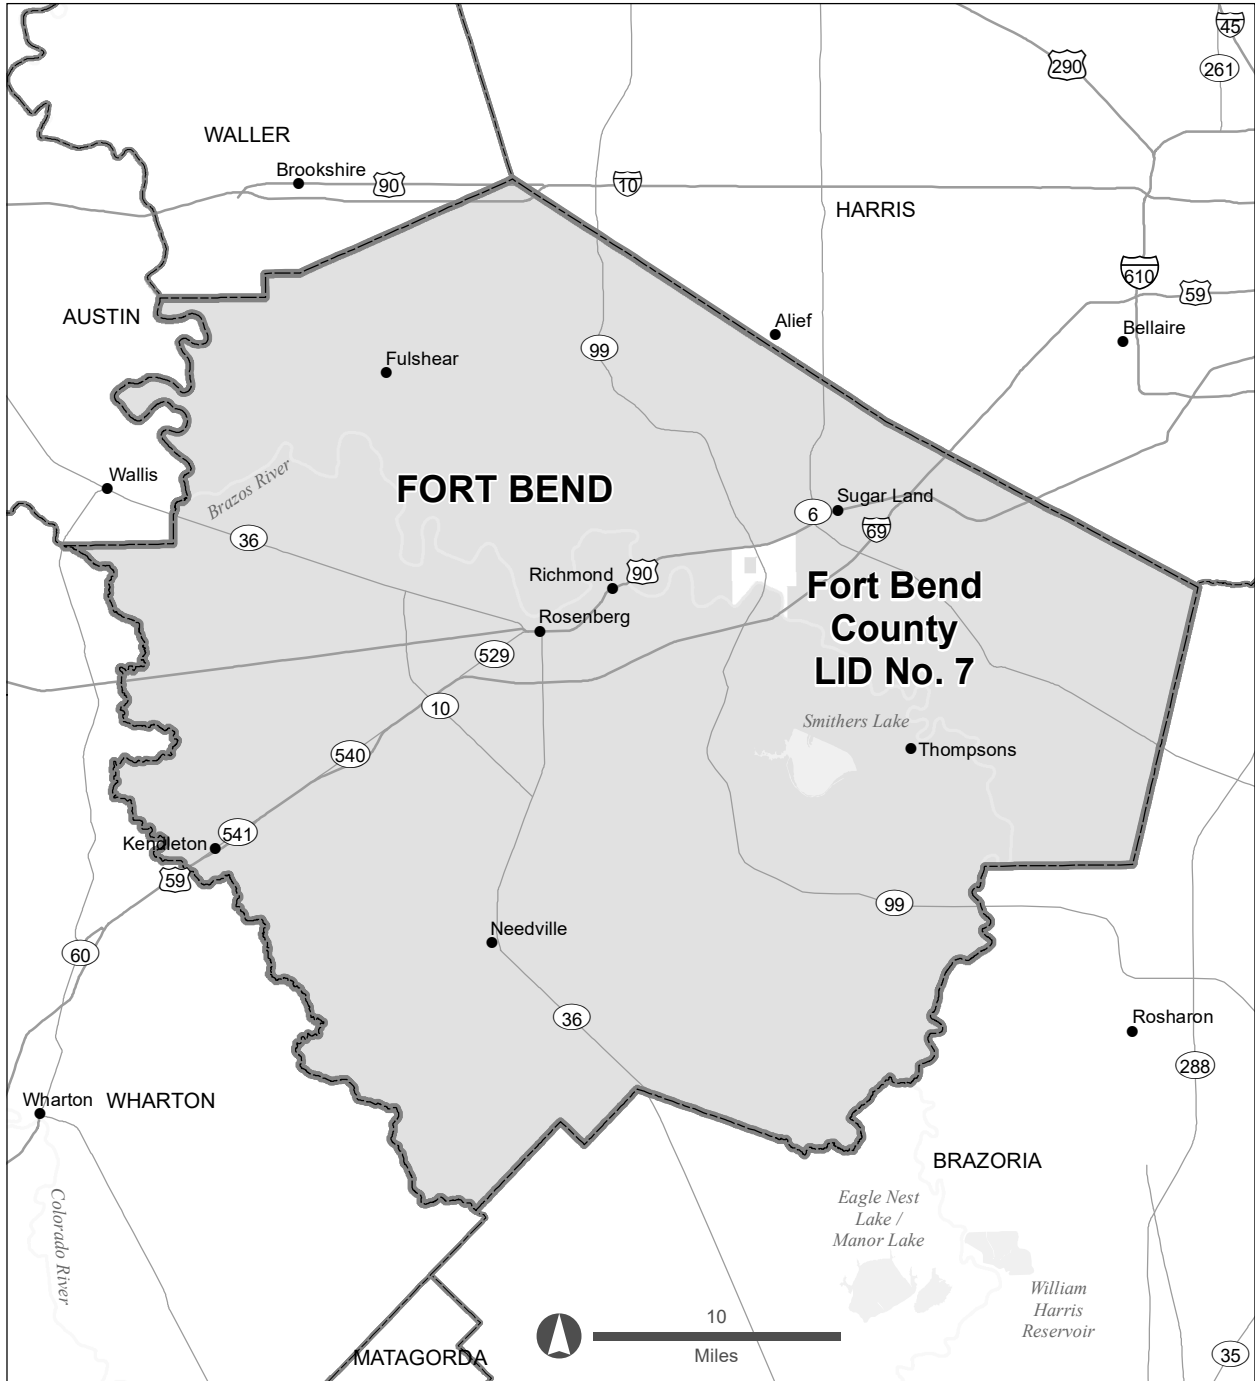 45
290
261
WALLER
Brookshire
90
10
HARRIS
610
59
AUSTIN
Alief
Bellaire
99
Fulshear
Wallis
Brazos River
FORT BEND
Sugar Land
6
69
36
Richmond
90
Fort Bend
County
LID No. 7
Rosenberg
529
10
Smithers Lake
540
Thompsons
541
Kendleton
59
99
Needville
60
36
Rosharon
288
Wharton
WHARTON
BRAZORIA
Eagle Nest
Lake /
Manor Lake
Colorado River
William
Harris
Reservoir
10
Miles
MATAGORDA
35